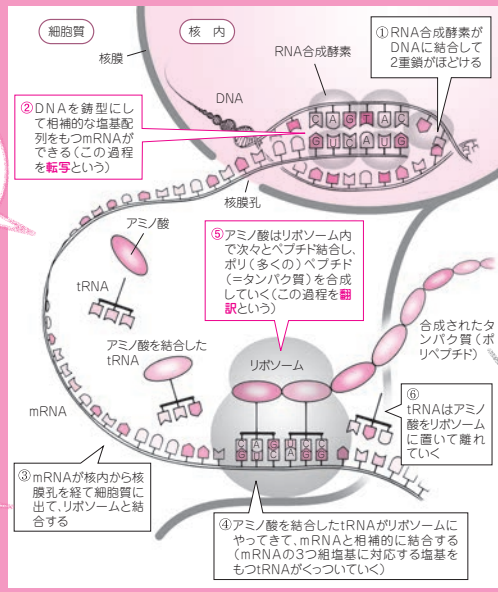 細胞質
核 内
核膜
RNA合成酵素
①RNA合成酵素が
DNAに結合して
2重鎖がほどける
DNA
②DNAを鋳型にし
て相補的な塩基配
列をもつmRNAが
できる(この過程
を転写という)
C A G T A C
G U C A U G
核膜孔
アミノ酸
tRNA
⑤アミノ酸はリボソーム内
で次々とペプチド結合し、
ポリ(多くの)ペプチド
(=タンパク質)を合成
していく(この過程を翻
訳という)
アミノ酸を結合した
tRNA
リボソーム
合成されたタ
ンパク質(ポ
リペプチド)
mRNA
⑥
tRNAはアミノ
酸をリボソーム
に置いて離れ
ていく
C A G U A C G
G U C A U G C
③mRNAが核内から核
膜孔を経て細胞質に
出て、リボソームと結
合する
④アミノ酸を結合したtRNAがリボソームに
やってきて、mRNAと相補的に結合する
(mRNAの3つ組塩基に対応する塩基を
もつtRNAがくっついていく)